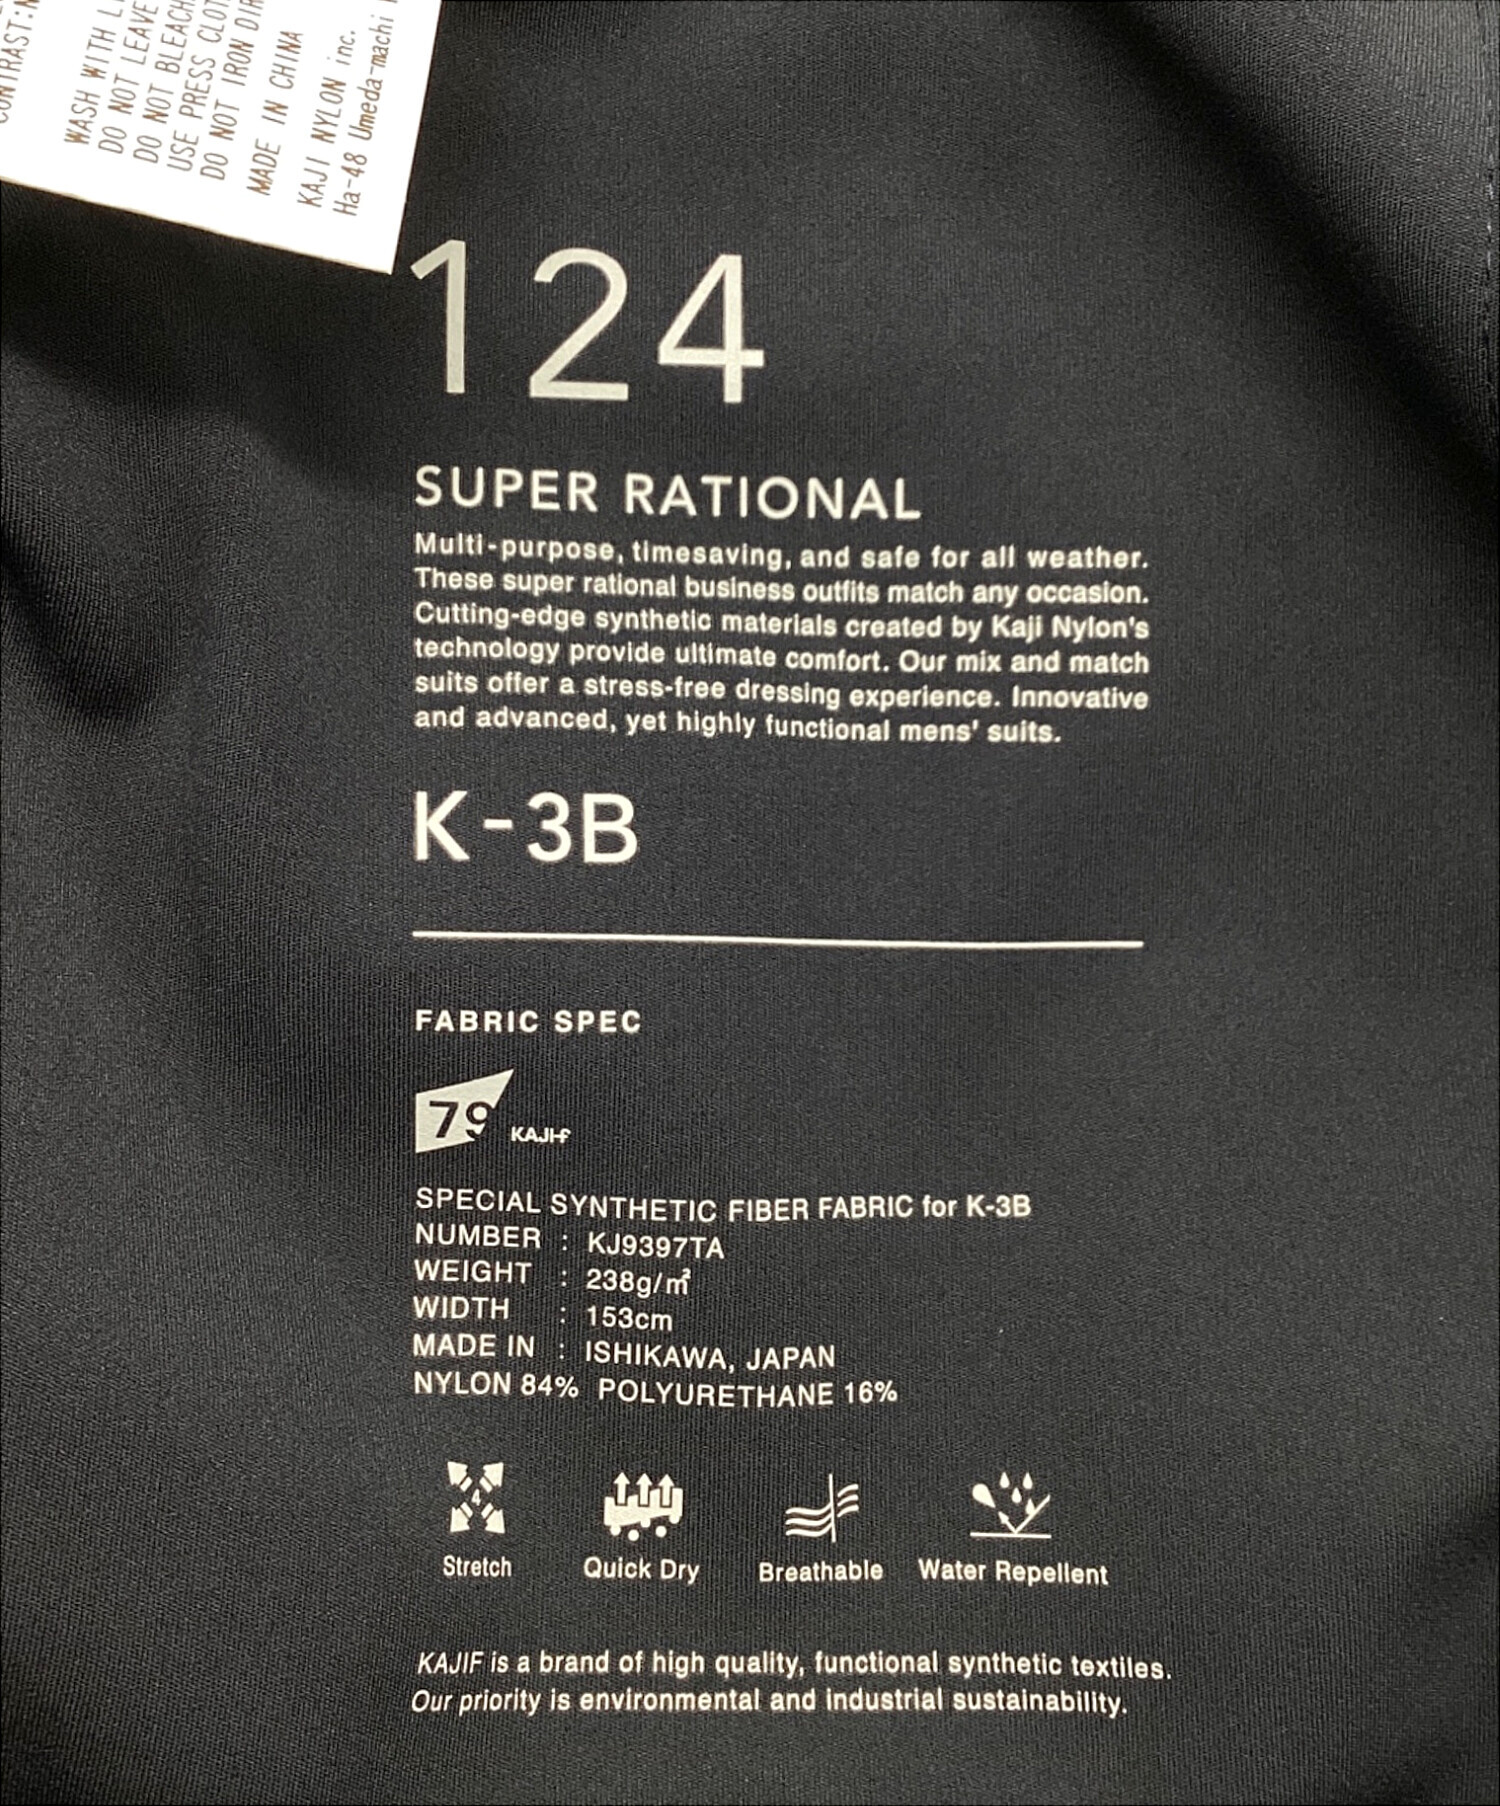 WASH WITH
DO NOT LEAVE
DO NOT BLEACH
USE PRESS
DO NOT IRON
MADE IN CHINA
KAJI NYLON inc.
Ha-48 Umeda-machi
124
SUPER RATIONAL
Multi-purpose, timesaving, and safe for all weather.
These super rational business outfits match any occasion.
Cutting-edge synthetic materials created by Kaji Nylon's
technology provide ultimate comfort. Our mix and match
suits offer a stress-free dressing experience. Innovative
and advanced, yet highly functional mens' suits.
K-3B
FABRIC SPEC
79 KAJIF
SPECIAL SYNTHETIC FIBER FABRIC for K-3B
NUMBER : KJ9397TA
WEIGHT : 238g/㎡
WIDTH : 153cm
MADE IN : ISHIKAWA, JAPAN
NYLON 84% POLYURETHANE 16%
4
Stretch Quick Dry Breathable Water Repellent
KAJIF is a brand of high quality, functional synthetic textiles.
Our priority is environmental and industrial sustainability.